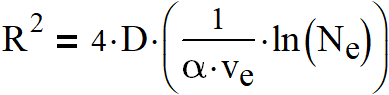 R² = 4·D·(1/(α·vₑ)·ln(Nₑ))